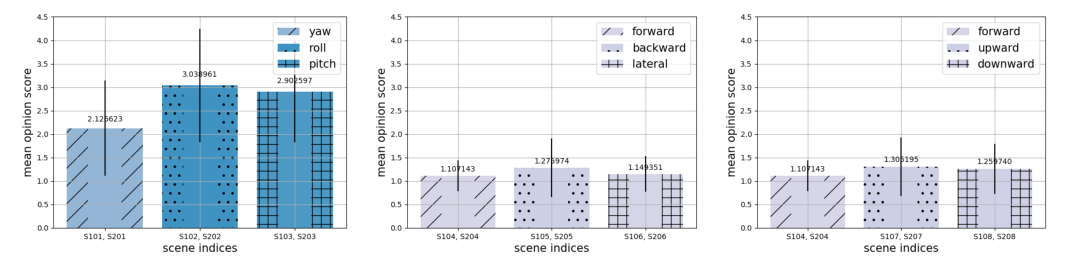 mean opinion score
4.5
4.0
3.5
3.0
2.5
2.0
1.5
1.0
0.5
0.0
yaw
roll
pitch
2.126623
3.038961
2.902597
S101, S201
S102, S202
S103, S203
scene indices
mean opinion score
4.5
4.0
3.5
3.0
2.5
2.0
1.5
1.0
0.5
0.0
forward
backward
lateral
1.107143
1.275974
1.149351
S104, S204
S105, S205
S106, S206
scene indices
mean opinion score
4.5
4.0
3.5
3.0
2.5
2.0
1.5
1.0
0.5
0.0
forward
upward
downward
1.107143
1.305195
1.259740
S104, S204
S107, S207
S108, S208
scene indices